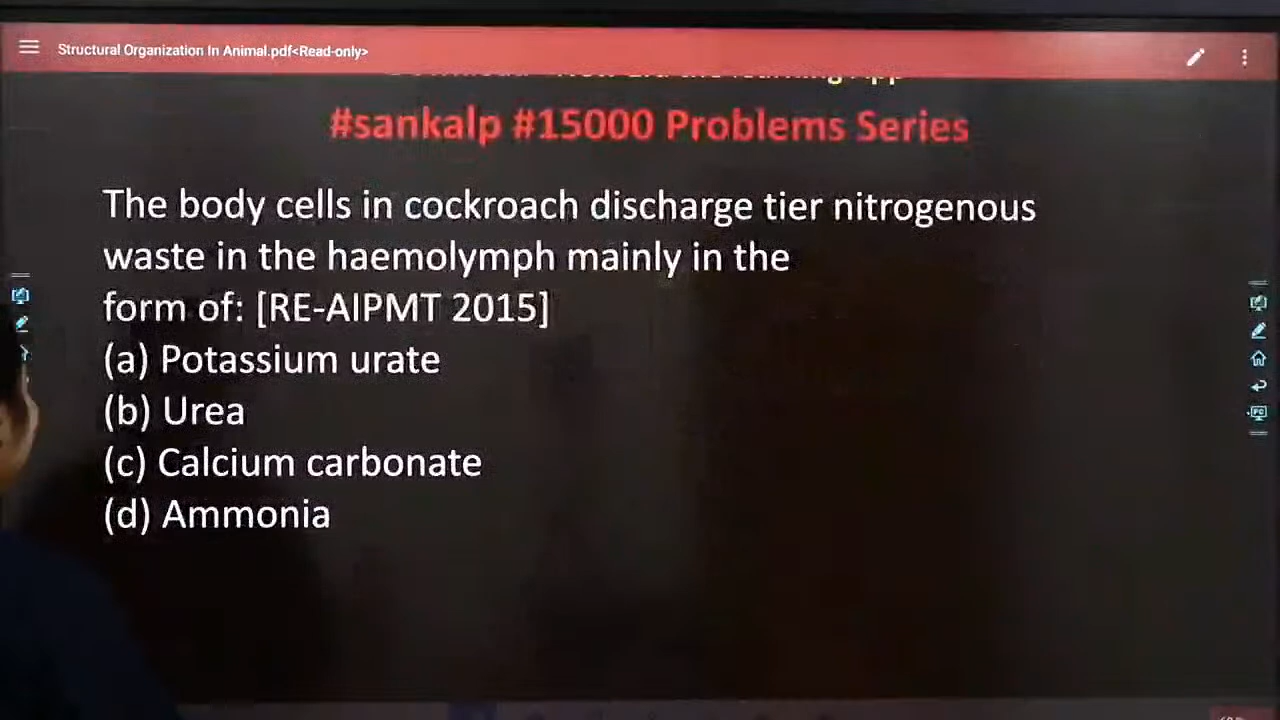 Structural Organization In Animal.pdf<Read-only>
#sankalp #15000 Problems Series
The body cells in cockroach discharge tier nitrogenous
waste in the haemolymph mainly in the
form of: [RE-AIPMT 2015]
(a) Potassium urate
(b) Urea
(c) Calcium carbonate
(d) Ammonia
PC